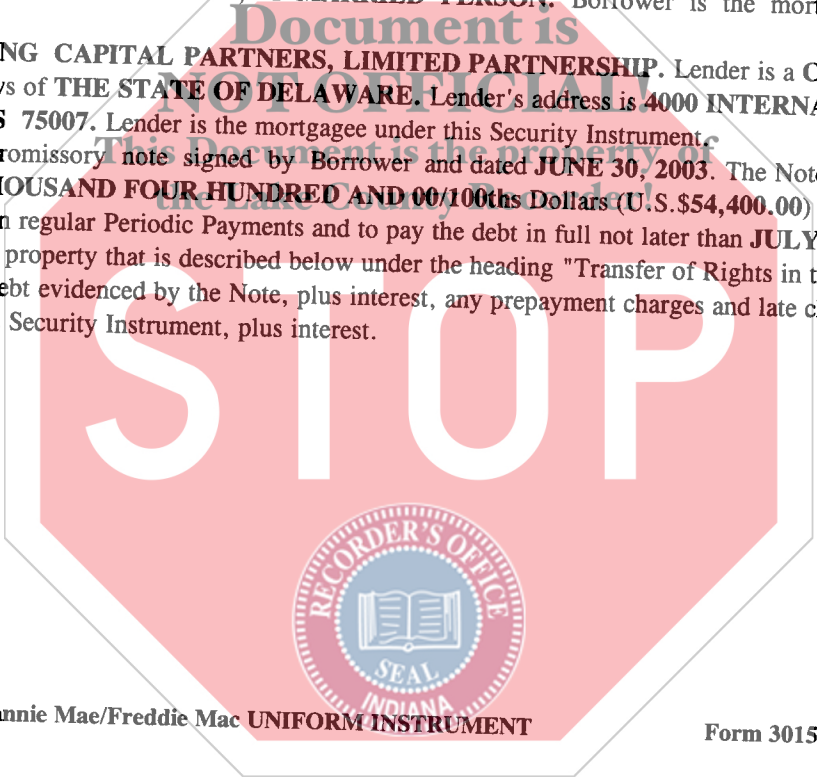 MARRIED PERSON. Borrower is the mor
Document is
NG CAPITAL PARTNERS, LIMITED PARTNERSHIP. Lender is a C
vs of THE STATE OF DELAWARE. Lender's address is 4000 INTERNA
NOT OFFICIAL!
S 75007. Lender is the mortgagee under this Security Instrument.
This Document is the property of
romissory note signed by Borrower and dated JUNE 30, 2003. The Not
the Lake County Recorder!
OUSAND FOUR HUNDRED AND 00/100ths Dollars (U.S.$54,400.00)
n regular Periodic Payments and to pay the debt in full not later than JULY
property that is described below under the heading "Transfer of Rights in t
ebt evidenced by the Note, plus interest, any prepayment charges and late c
Security Instrument, plus interest.
STOP
RECORDER'S OFFICE
SEAL
INDIANA
nnie Mae/Freddie Mac UNIFORM INSTRUMENT
Form 3015